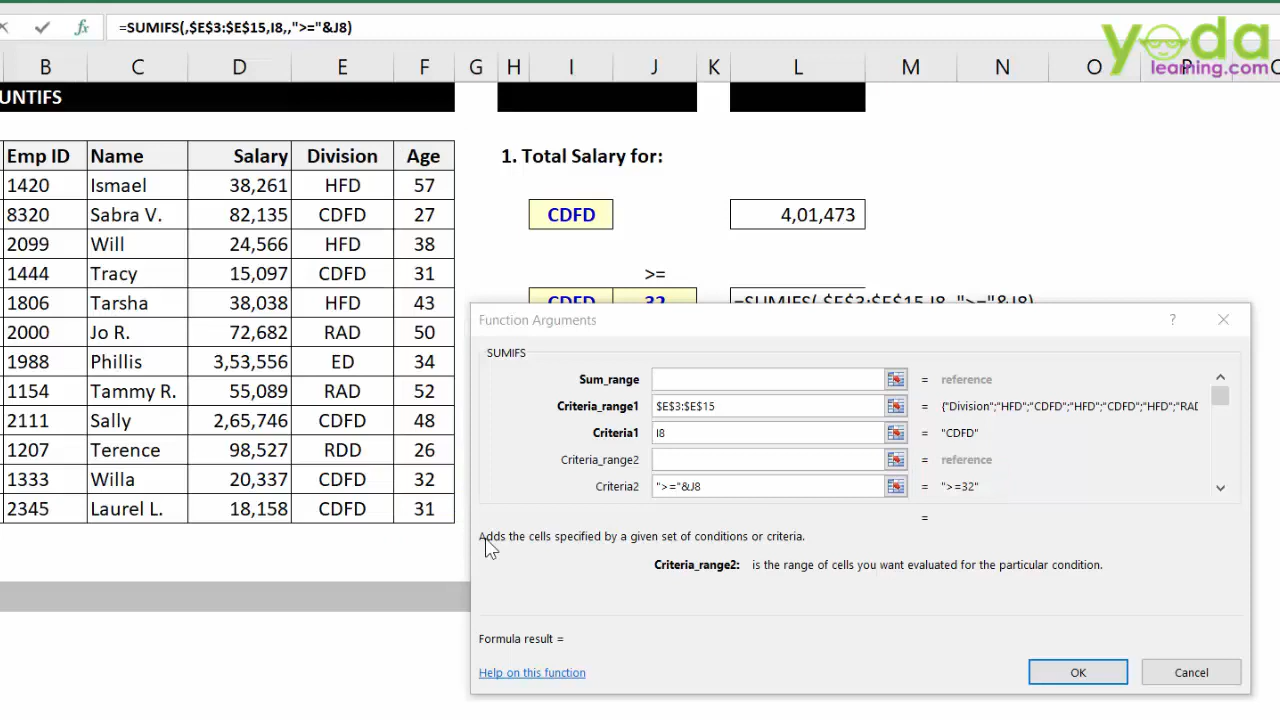 =SUMIFS(,$E$3:$E$15,I8,,">="&J8)
yoda
learning.com
B C D E F G H I J K L M N O P
UNTIFS
Emp ID Name Salary Division Age
1. Total Salary for:
1420 Ismael 38,261 HFD 57
8320 Sabra V. 82,135 CDFD 27
CDFD 4,01,473
2099 Will 24,566 HFD 38
1444 Tracy 15,097 CDFD 31
>=
1806 Tarsha 38,038 HFD 43
CDFD 32 =SUMIFS(,$E$3:$E$15,I8,,">="&J8)
2000 Jo R. 72,682 RAD 50
1988 Phillis 3,53,556 ED 34
1154 Tammy R. 55,089 RAD 52
2111 Sally 2,65,746 CDFD 48
1207 Terence 98,527 RDD 26
1333 Willa 20,337 CDFD 32
2345 Laurel L. 18,158 CDFD 31
Function Arguments ?
SUMIFS
Sum_range = reference
Criteria_range1 $E$3:$E$15 = {"Division";"HFD";"CDFD";"HFD";"CDFD";"HFD";"RAD
Criteria1 I8 = "CDFD"
Criteria_range2 = reference
Criteria2 ">="&J8 = ">=32"
=
Adds the cells specified by a given set of conditions or criteria.
Criteria_range2: is the range of cells you want evaluated for the particular condition.
Formula result =
Help on this function
OK Cancel